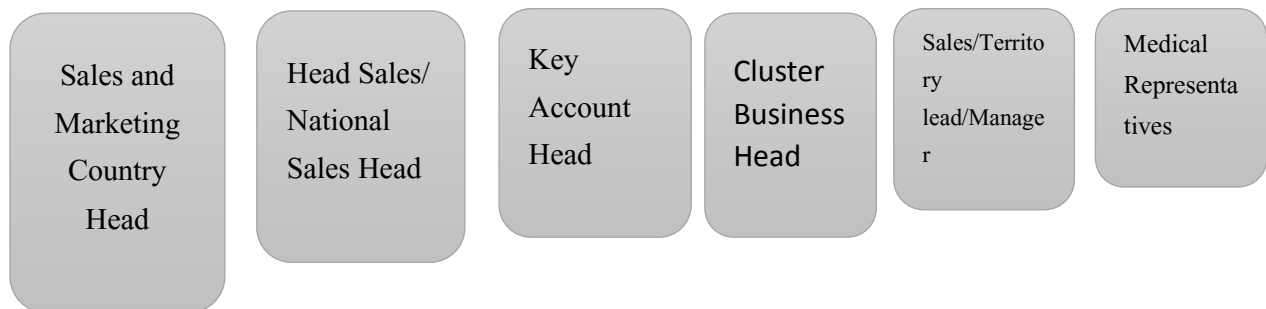 Sales and
Marketing
Country
Head
Head Sales/
National
Sales Head
Key
Account
Head
Cluster
Business
Head
Sales/Territo
ry
lead/Manage
r
Medical
Representa
tives